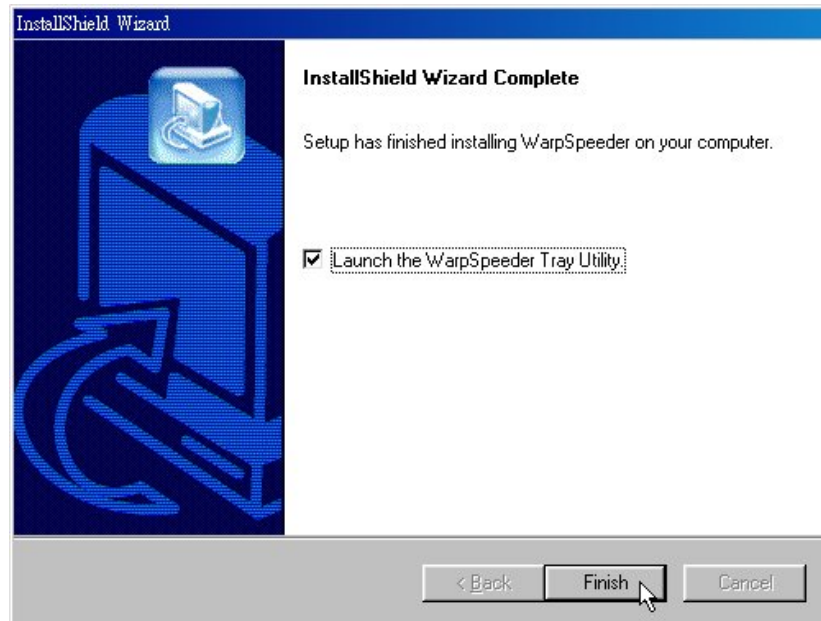 InstallShield Wizard
InstallShield Wizard Complete
Setup has finished installing WarpSpeeder on your computer.
Launch the WarpSpeeder Tray Utility.
< Back Finish Cancel